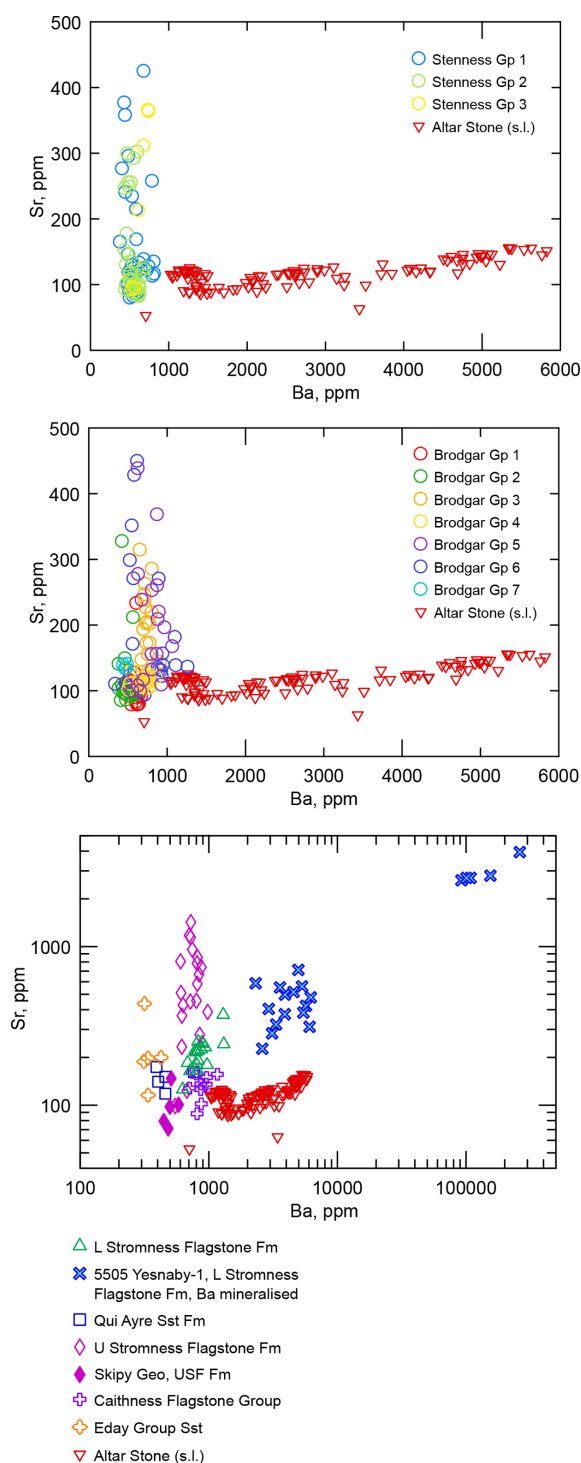 500
400
300
200
100
0
Sr, ppm
Stenness Gp 1
Stenness Gp 2
Stenness Gp 3
Altar Stone (s.l.)
0 1000 2000 3000 4000 5000 6000
Ba, ppm
500
400
300
200
100
0
Sr, ppm
Brodgar Gp 1
Brodgar Gp 2
Brodgar Gp 3
Brodgar Gp 4
Brodgar Gp 5
Brodgar Gp 6
Brodgar Gp 7
Altar Stone (s.l.)
0 1000 2000 3000 4000 5000 6000
Ba, ppm
1000
100
Sr, ppm
100 1000 10000 100000
Ba, ppm
L Stromness Flagstone Fm
5505 Yesnaby-1, L Stromness
Flagstone Fm, Ba mineralised
Qui Ayre Sst Fm
U Stromness Flagstone Fm
Skipy Geo, USF Fm
Caithness Flagstone Group
Eday Group Sst
Altar Stone (s.l.)